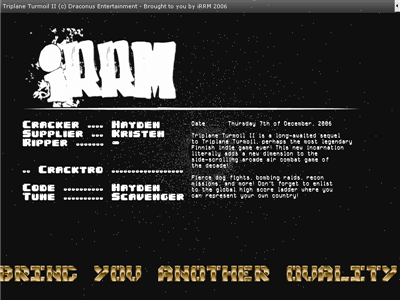 Triplane Turmoil II (c) Draconus Entertainment - Brought to you by iRRM 2006
iRRM
Cracker .... Hayden
Supplier ... Kristen
Ripper ....... -
.. Cracktro ..................
Code ....... Hayden
Tune ....... Scavenger
Date Thursday 7th of December, 2006
Triplane Turmoil II is a long-awaited sequel
to Triplane Turmoil, perhaps the most legendary
Finnish indie game ever! This new incarnation
literally adds a new dimension to the
side-scrolling arcade air combat game of
the decade!
Fierce dog fights, bombing raids, recon
missions, and more! Don't forget to enlist
to the global high score ladder where you
can represent your own country!
BRING YOU ANOTHER QUALITY